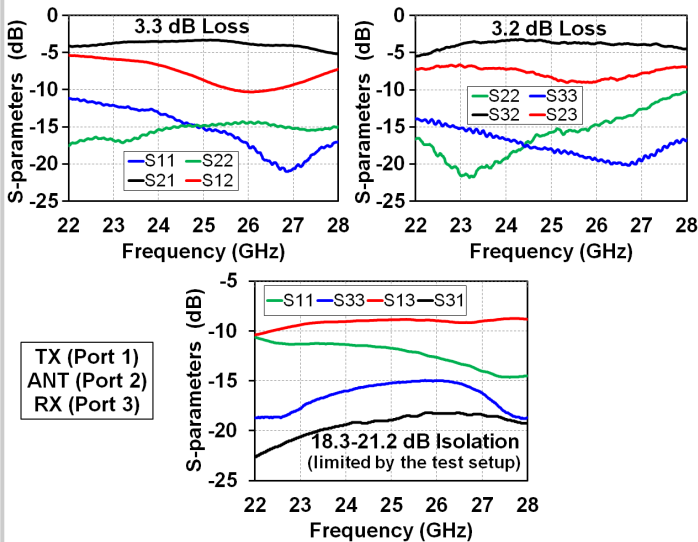 3.3 dB Loss
S-parameters (dB)
0
-5
-10
-15
-20
-25
S11 S22
S21 S12
22 23 24 25 26 27 28
Frequency (GHz)
3.2 dB Loss
S-parameters (dB)
0
-5
-10
-15
-20
-25
S22 S33
S32 S23
22 23 24 25 26 27 28
Frequency (GHz)
TX (Port 1)
ANT (Port 2)
RX (Port 3)
S-parameters (dB)
-5
-10
-15
-20
-25
S11 S33 S13 S31
18.3-21.2 dB Isolation
(limited by the test setup)
22 23 24 25 26 27 28
Frequency (GHz)